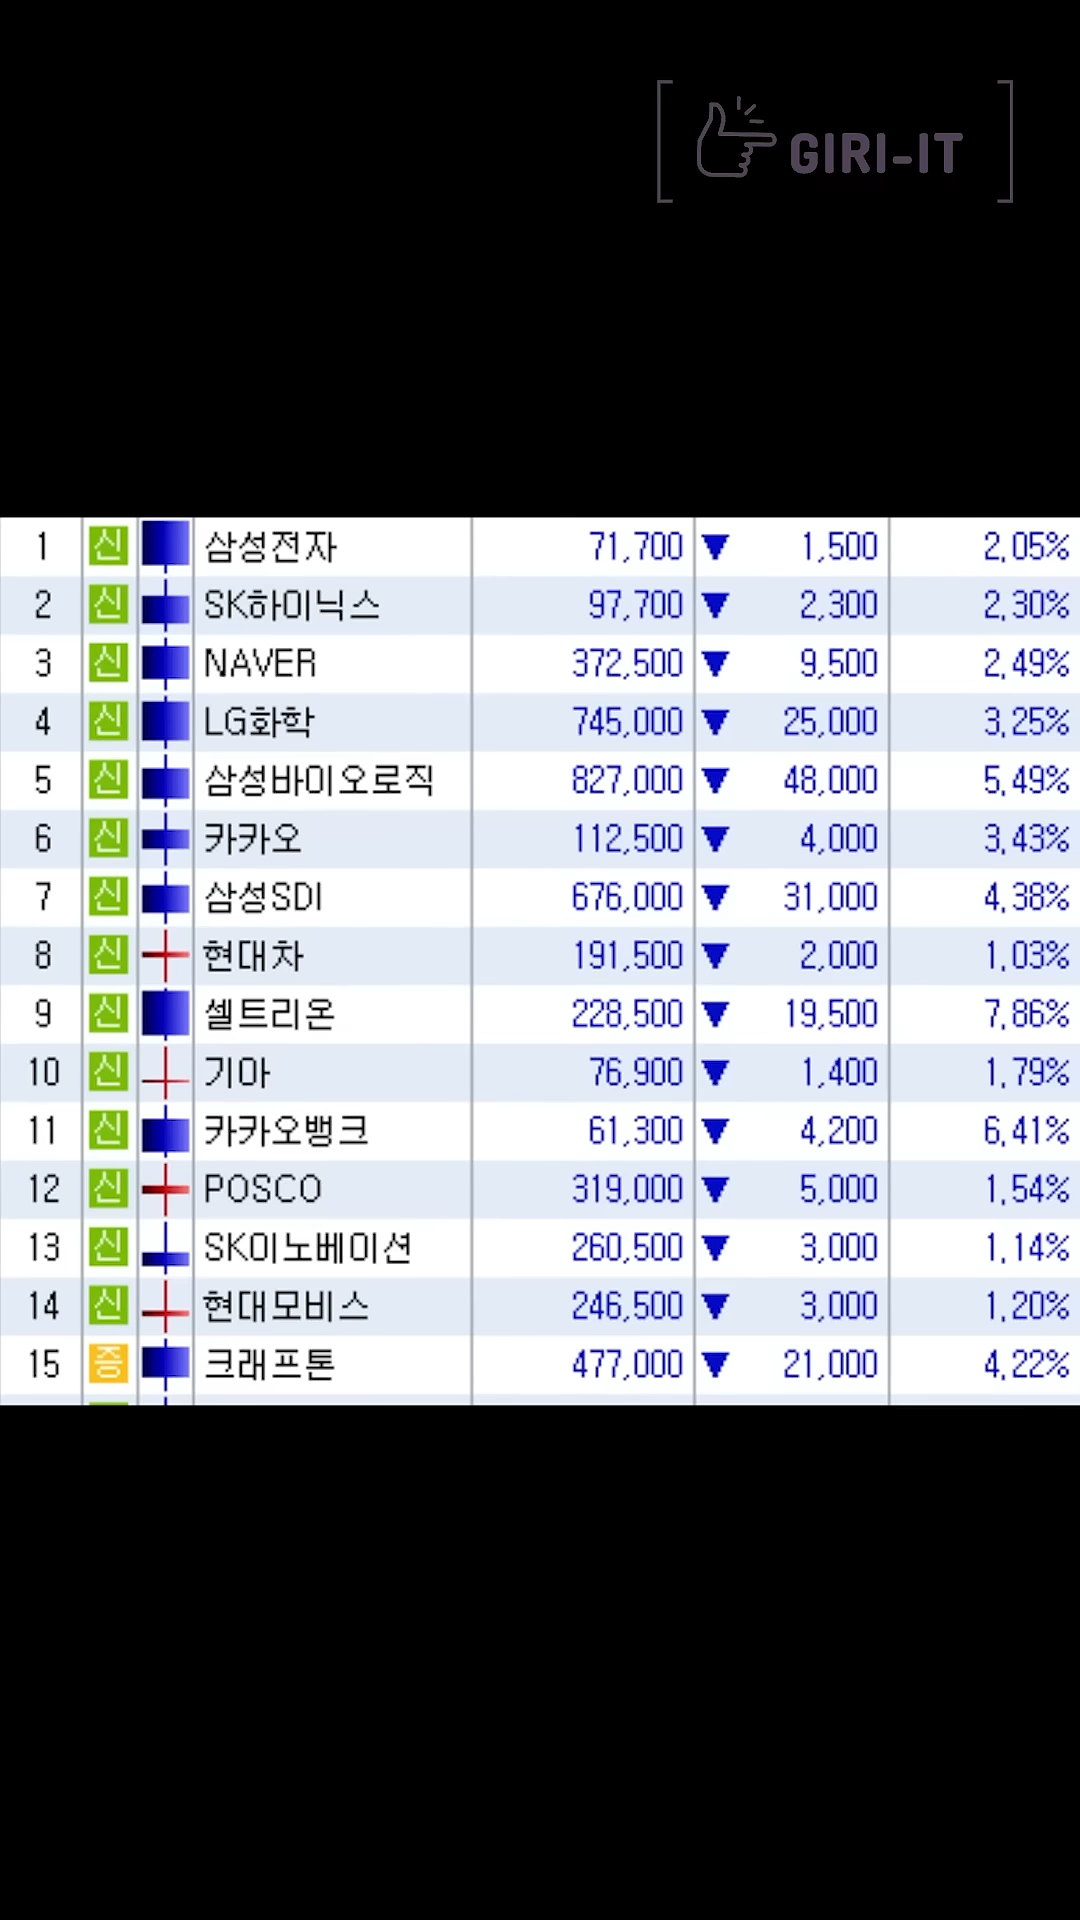 GIRI-IT
1 신 삼성전자 71,700 ▼ 1,500 2.05%
2 신 SK하이닉스 97,700 ▼ 2,300 2.30%
3 신 NAVER 372,500 ▼ 9,500 2.49%
4 신 LG화학 745,000 ▼ 25,000 3.25%
5 신 삼성바이오로직 827,000 ▼ 48,000 5.49%
6 신 카카오 112,500 ▼ 4,000 3.43%
7 신 삼성SDI 676,000 ▼ 31,000 4.38%
8 신 현대차 191,500 ▼ 2,000 1.03%
9 신 셀트리온 228,500 ▼ 19,500 7.86%
10 신 기아 76,900 ▼ 1,400 1.79%
11 신 카카오뱅크 61,300 ▼ 4,200 6.41%
12 신 POSCO 319,000 ▼ 5,000 1.54%
13 신 SK이노베이션 260,500 ▼ 3,000 1.14%
14 신 현대모비스 246,500 ▼ 3,000 1.20%
15 증 크래프톤 477,000 ▼ 21,000 4.22%